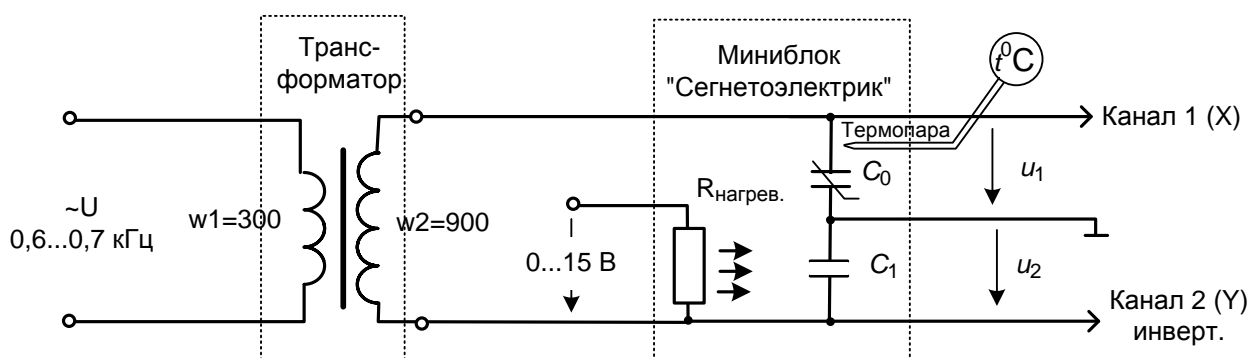 Транс-
форматор
Миниблок
"Сегнетоэлектрик"
t⁰C
Канал 1 (X)
Термопара
C₀
u₁
Rнагрев.
~U
0,6...0,7 кГц
w1=300
w2=900
0...15 В
C₁
u₂
Канал 2 (Y)
инверт.